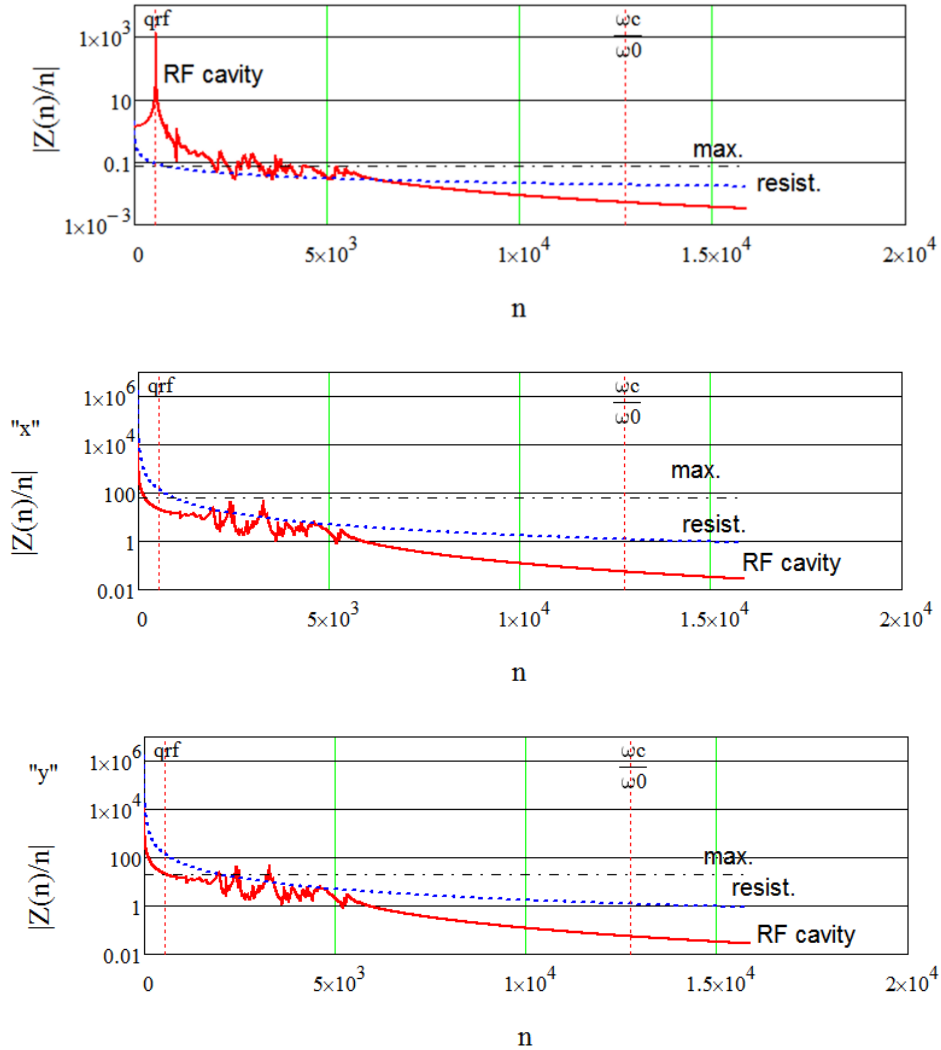 qrf
ωc
ω0
1×10³
RF cavity
10
|Z(n)/n|
max.
0.1
resist.
1×10⁻³
0
5×10³
1×10⁴
1.5×10⁴
2×10⁴
n
qrf
ωc
ω0
1×10⁶
"x"
1×10⁴
|Z(n)/n|
max.
100
resist.
1
RF cavity
0.01
0
5×10³
1×10⁴
1.5×10⁴
2×10⁴
n
qrf
ωc
ω0
1×10⁶
"y"
1×10⁴
|Z(n)/n|
max.
100
resist.
1
RF cavity
0.01
0
5×10³
1×10⁴
1.5×10⁴
2×10⁴
n